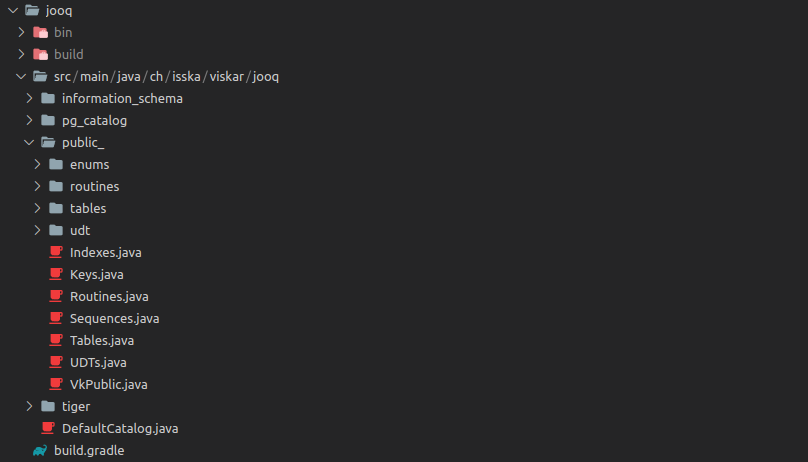 jooq
bin
build
src/main/java/ch/isska/viskar/jooq
information_schema
pg_catalog
public_
enums
routines
tables
udt
Indexes.java
Keys.java
Routines.java
Sequences.java
Tables.java
UDTs.java
VkPublic.java
tiger
DefaultCatalog.java
build.gradle